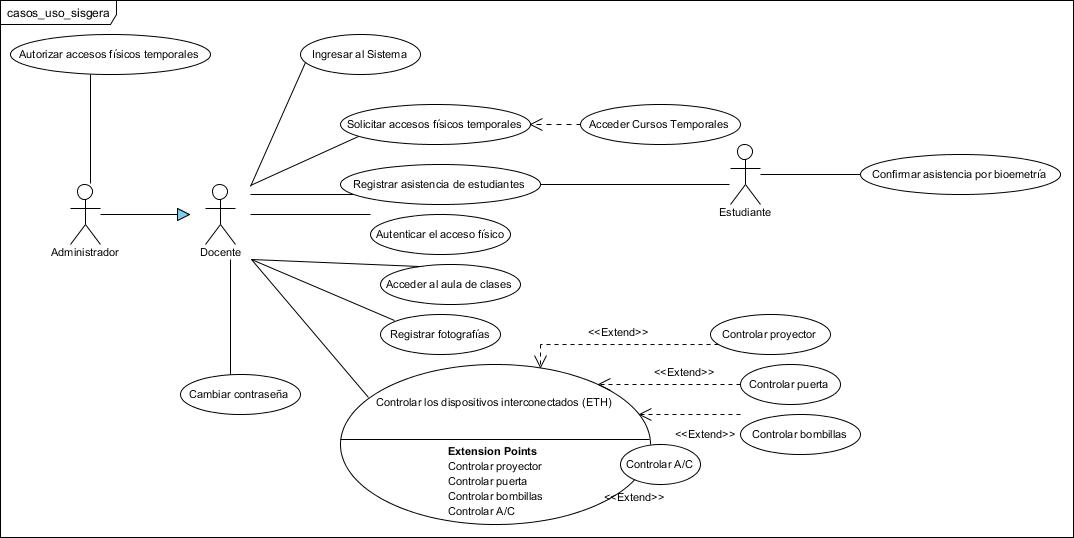 casos_uso_sisgera
Autorizar accesos físicos temporales
Ingresar al Sistema
Solicitar accesos físicos temporales
Acceder Cursos Temporales
Registrar asistencia de estudiantes
Confirmar asistencia por bioemetría
Estudiante
Autenticar el acceso físico
Administrador
Docente
Acceder al aula de clases
Registrar fotografías
<<Extend>>
Controlar proyector
<<Extend>>
Controlar puerta
Cambiar contraseña
Controlar los dispositivos interconectados (ETH)
<<Extend>>
Controlar bombillas
Extension Points
Controlar proyector
Controlar puerta
Controlar bombillas
Controlar A/C
Controlar A/C
<<Extend>>